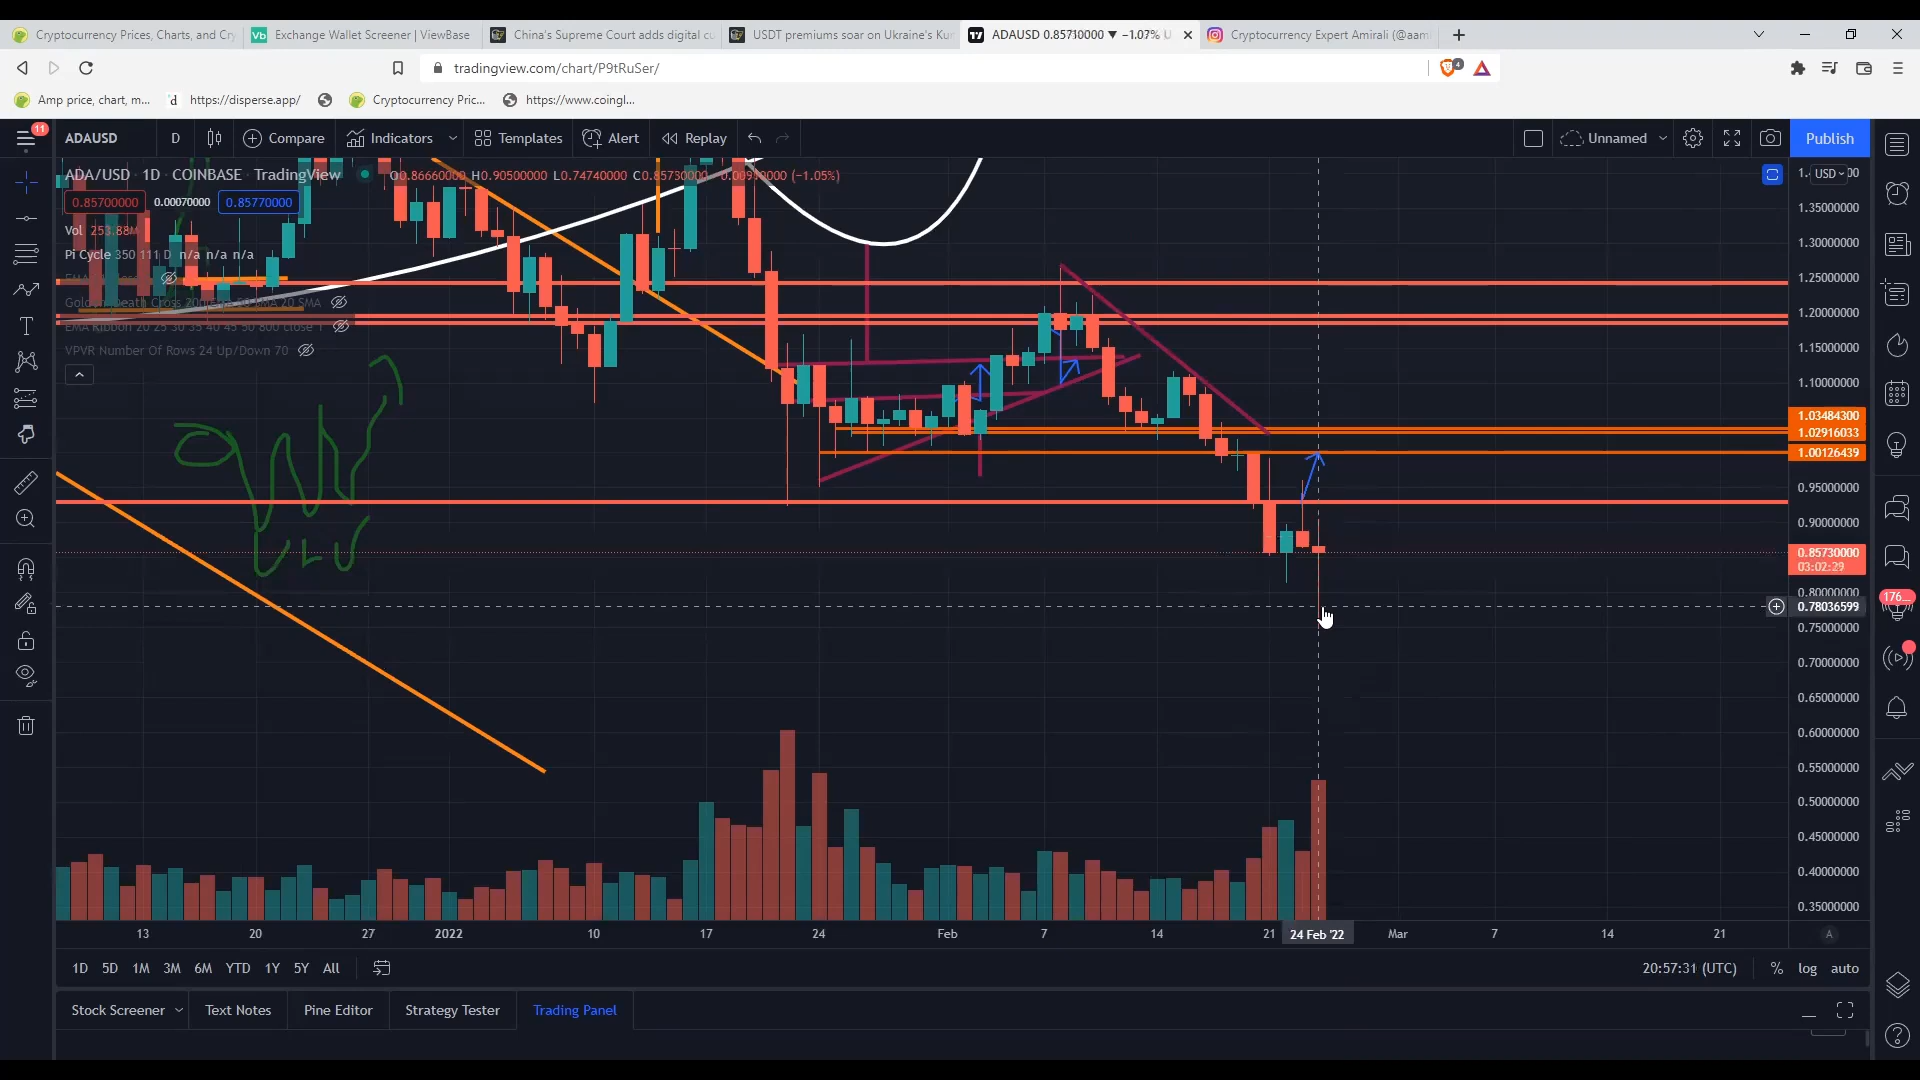 Cryptocurrency Prices, Charts, and Cry
Exchange Wallet Screener | ViewBase
China's Supreme Court adds digital cu
USDT premiums soar on Ukraine's Ku
ADAUSD 0.85730000 ▼ −1.07% U
Cryptocurrency Expert Amirali (@aam
tradingview.com/chart/P9tRuSer/
4
Amp price, chart, m...
https://disperse.app/
Cryptocurrency Pric...
https://www.coingl...
11
ADAUSD
D
Compare
Indicators
Templates
Alert
Replay
Unnamed
Publish
ADA/USD · 1D · COINBASE · TradingView
O0.86660000 H0.90500000 L0.74740000 C0.85730000 (−1.05%)
USD
0.85700000 0.00070000 0.85770000
Vol 253.88M
Pi Cycle 350 111 D n/a n/a n/a
VPVR Number Of Rows 24 Up/Down 70
1.35000000
1.30000000
1.25000000
1.20000000
1.15000000
1.10000000
1.03484300
1.02916033
1.00126439
0.95000000
0.90000000
0.85730000
03:02:29
0.80000000
0.78036599
0.75000000
0.70000000
0.65000000
0.60000000
0.55000000
0.50000000
0.45000000
0.40000000
0.35000000
176...
13 20 27 2022 10 17 24 Feb 7 14 21 24 Feb '22 Mar 7 14 21
A
1D 5D 1M 3M 6M YTD 1Y 5Y All
20:57:31 (UTC) % log auto
Stock Screener Text Notes Pine Editor Strategy Tester Trading Panel